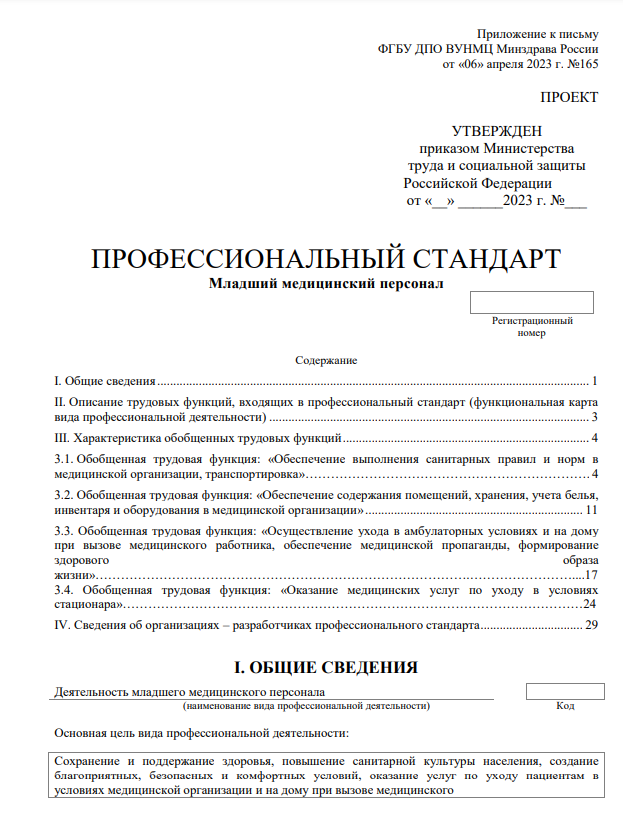 Приложение к письму
ФГБУ ДПО ВУНМЦ Минздрава России
от «06» апреля 2023 г. №165
ПРОЕКТ
УТВЕРЖДЕН
приказом Министерства
труда и социальной защиты
Российской Федерации
от «__» ______2023 г. №___
ПРОФЕССИОНАЛЬНЫЙ СТАНДАРТ
Младший медицинский персонал
Регистрационный
номер
Содержание
I. Общие сведения........................................................................................................................................ 1
II. Описание трудовых функций, входящих в профессиональный стандарт (функциональная карта
вида профессиональной деятельности) .................................................................................................... 3
III. Характеристика обобщенных трудовых функций............................................................................. 4
3.1. Обобщенная трудовая функция: «Обеспечение выполнения санитарных правил и норм в
медицинской организации, транспортировка»…………………………………………………………… 4
3.2. Обобщенная трудовая функция: «Обеспечение содержания помещений, хранения, учета белья,
инвентаря и оборудования в медицинской организации»..................................................................... 11
3.3. Обобщенная трудовая функция: «Осуществление ухода в амбулаторных условиях и на дому
при вызове медицинского работника, обеспечение медицинской пропаганды, формирование
здорового образа
жизни»…………………………………………………………………………………………………....17
3.4. Обобщенная трудовая функция: «Оказание медицинских услуг по уходу в условиях
стационара»………………………………………………………………………………………………24
IV. Сведения об организациях – разработчиках профессионального стандарта................................ 29
I. ОБЩИЕ СВЕДЕНИЯ
Деятельность младшего медицинского персонала
(наименование вида профессиональной деятельности) Код
Основная цель вида профессиональной деятельности:
Сохранение и поддержание здоровья, повышение санитарной культуры населения, создание
благоприятных, безопасных и комфортных условий, оказание услуг по уходу пациентам в
условиях медицинской организации и на дому при вызове медицинского